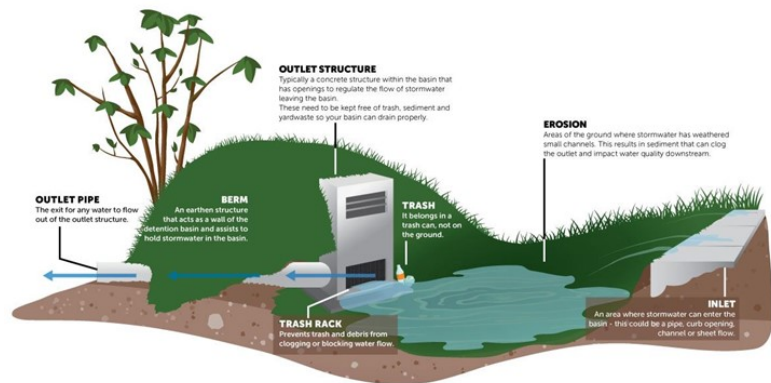 OUTLET STRUCTURE
Typically a concrete structure within the basin that
has openings to regulate the flow of stormwater
leaving the basin.
These need to be kept free of trash, sediment and
yardwaste so your basin can drain properly.
EROSION
Areas of the ground where stormwater has weathered
small channels. This results in sediment that can clog
the outlet and impact water quality downstream.
OUTLET PIPE
The exit for any water to flow
out of the outlet structure.
BERM
An earthen structure
that acts as a wall of the
detention basin and assists to
hold stormwater in the basin.
TRASH
It belongs in a
trash can, not on
the ground.
TRASH RACK
Prevents trash and debris from
clogging or blocking water flow.
INLET
An area where stormwater can enter the
basin - this could be a pipe, curb opening,
channel or sheet flow.